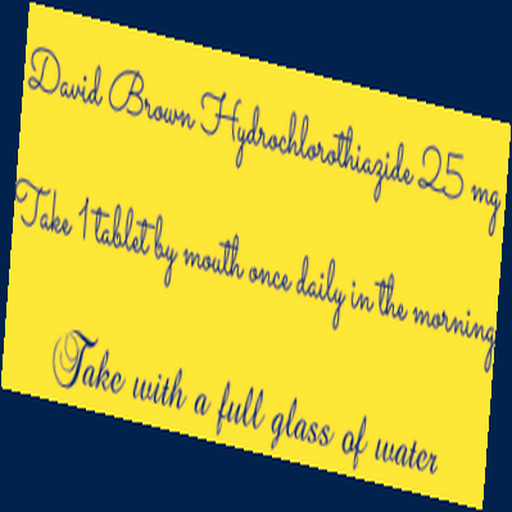 David Brown Hydrochlorothiazide 25 mg
Take 1 tablet by mouth once daily in the morning
Take with a full glass of water